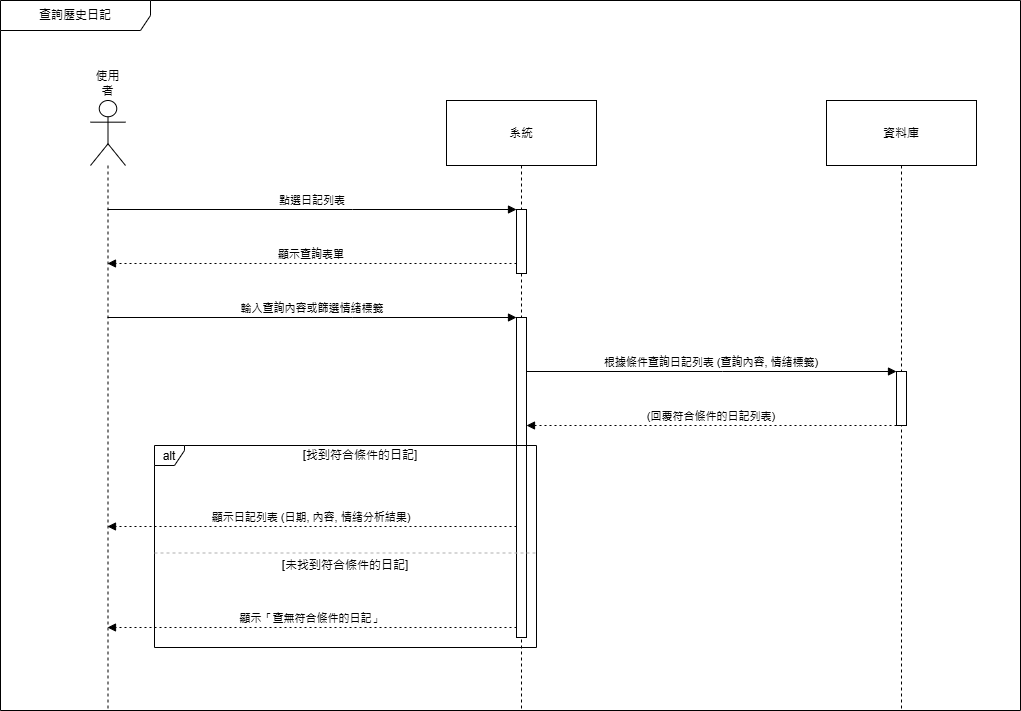 查詢歷史日記
使用
者
系統
資料庫
點選日記列表
顯示查詢表單
輸入查詢內容或篩選情緒標籤
根據條件查詢日記列表 (查詢內容, 情緒標籤)
(回覆符合條件的日記列表)
alt
[找到符合條件的日記]
顯示日記列表 (日期, 內容, 情緒分析結果)
[未找到符合條件的日記]
顯示「查無符合條件的日記」